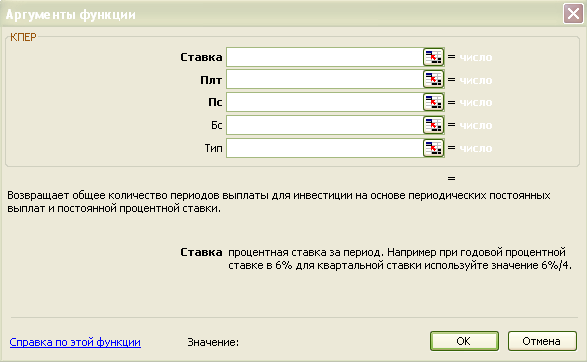 Аргументы функции
КПЕР
Ставка = число
Плт = число
Пс = число
Бс = число
Тип = число
=
Возвращает общее количество периодов выплаты для инвестиции на основе периодических постоянных
выплат и постоянной процентной ставки.
Ставка процентная ставка за период. Например при годовой процентной
ставке в 6% для квартальной ставки используйте значение 6%/4.
Справка по этой функции Значение: ОК Отмена